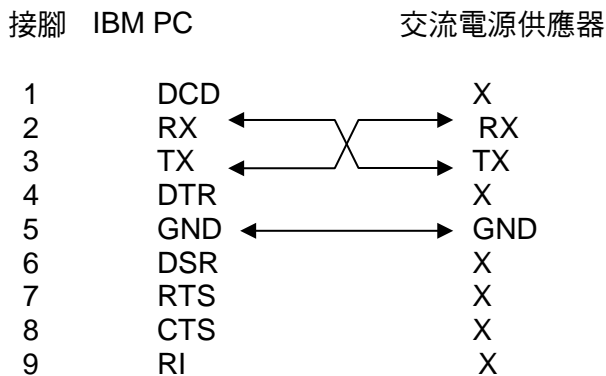 接腳 IBM PC 交流電源供應器
1 DCD X
2 RX RX
3 TX TX
4 DTR X
5 GND GND
6 DSR X
7 RTS X
8 CTS X
9 RI X